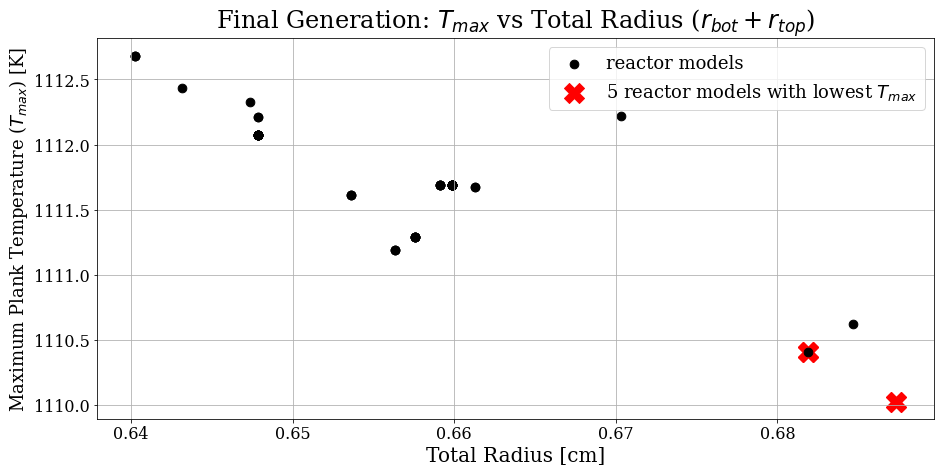 Final Generation: $T_{max}$ vs Total Radius ($r_{bot} + r_{top}$)
Maximum Plank Temperature ($T_{max}$) [K]
reactor models
5 reactor models with lowest $T_{max}$
1112.5
1112.0
1111.5
1111.0
1110.5
1110.0
0.64 0.65 0.66 0.67 0.68
Total Radius [cm]